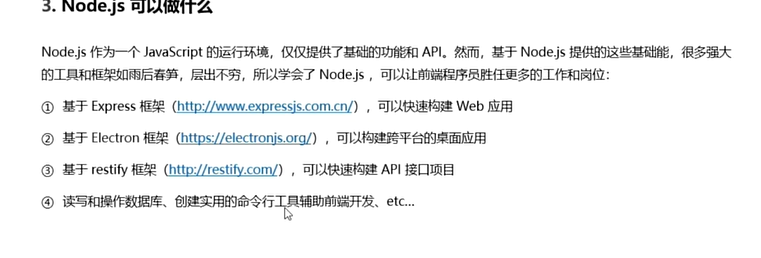 3. Node.js 可以做什么
Node.js 作为一个 JavaScript 的运行环境，仅仅提供了基础的功能和 API。然而，基于 Node.js 提供的这些基础能，很多强大
的工具和框架如雨后春笋，层出不穷，所以学会了 Node.js ，可以让前端程序员胜任更多的工作和岗位：
① 基于 Express 框架（http://www.expressjs.com.cn/），可以快速构建 Web 应用
② 基于 Electron 框架（https://electronjs.org/），可以构建跨平台的桌面应用
③ 基于 restify 框架（http://restify.com/），可以快速构建 API 接口项目
④ 读写和操作数据库、创建实用的命令行工具辅助前端开发、etc...